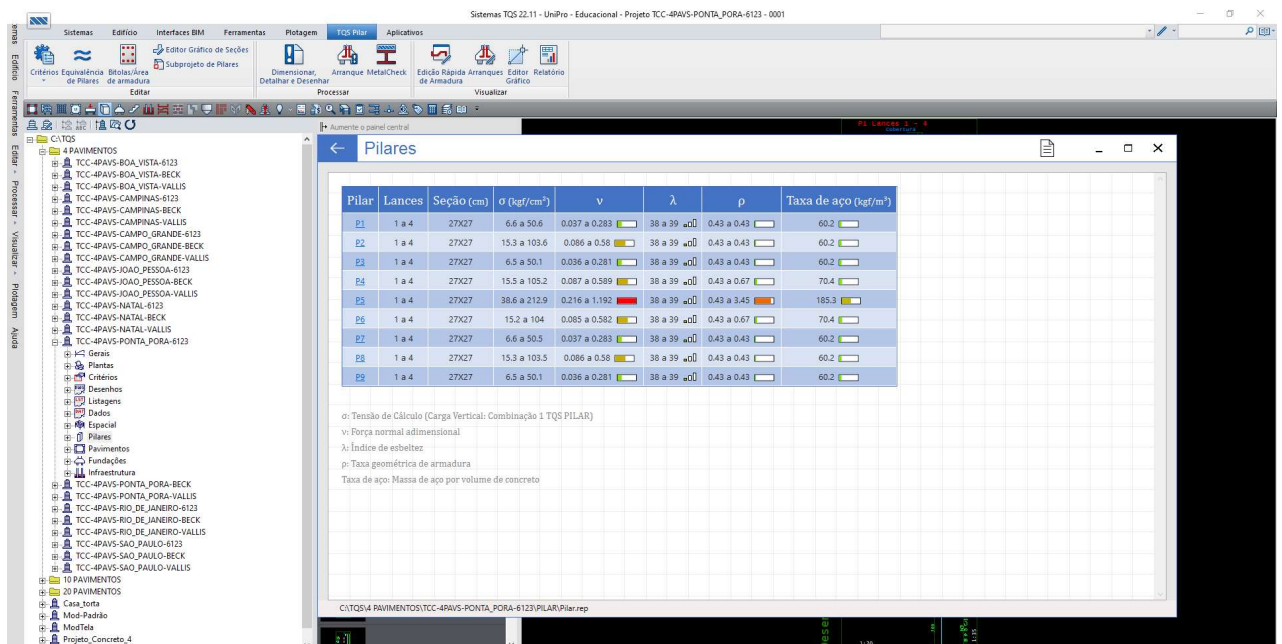 Sistemas TQS 22.11 - UniPro - Educacional - Projeto TCC-4PAVS-PONTA_PORA-6123 - 0001
Sistemas Edifício Interfaces BIM Ferramentas Plotagem TQS Pilar Aplicativos
Critérios
Equivalência de Pilares
Bitolas/Área de armadura
Editor Gráfico de Seções
Subprojeto de Pilares
Editar
Dimensionar, Detalhar e Desenhar
Arranque
MetalCheck
Processar
Edição Rápida de Armadura
Arranques
Editor Gráfico
Relatório
Visualizar
Edifício
Ferramentas
Editar
Processar
Visualizar
Plotagem
Ajuda
C:\TQS
4 PAVIMENTOS
TCC-4PAVS-BOA_VISTA-6123
TCC-4PAVS-BOA_VISTA-BECK
TCC-4PAVS-BOA_VISTA-VALLIS
TCC-4PAVS-CAMPINAS-6123
TCC-4PAVS-CAMPINAS-BECK
TCC-4PAVS-CAMPINAS-VALLIS
TCC-4PAVS-CAMPO_GRANDE-6123
TCC-4PAVS-CAMPO_GRANDE-BECK
TCC-4PAVS-CAMPO_GRANDE-VALLIS
TCC-4PAVS-JOAO_PESSOA-6123
TCC-4PAVS-JOAO_PESSOA-BECK
TCC-4PAVS-JOAO_PESSOA-VALLIS
TCC-4PAVS-NATAL-6123
TCC-4PAVS-NATAL-BECK
TCC-4PAVS-NATAL-VALLIS
TCC-4PAVS-PONTA_PORA-6123
Gerais
Plantas
Critérios
Desenhos
Listagens
Dados
Espacial
Pilares
Pavimentos
Fundações
Infraestrutura
TCC-4PAVS-PONTA_PORA-BECK
TCC-4PAVS-PONTA_PORA-VALLIS
TCC-4PAVS-RIO_DE_JANEIRO-6123
TCC-4PAVS-RIO_DE_JANEIRO-BECK
TCC-4PAVS-RIO_DE_JANEIRO-VALLIS
TCC-4PAVS-SAO_PAULO-6123
TCC-4PAVS-SAO_PAULO-BECK
TCC-4PAVS-SAO_PAULO-VALLIS
10 PAVIMENTOS
20 PAVIMENTOS
Casa_torta
Mod-Padrão
ModTela
Projeto_Concreto_4
Aumente o painel central
P1 Lances 1 - 4
cobertura
Pilares
Pilar Lances Seção (cm) σ (kgf/cm²) ν λ ρ Taxa de aço (kgf/m³)
P1 1 a 4 27X27 6.6 a 50.6 0.037 a 0.283 38 a 39 0.43 a 0.43 60.2
P2 1 a 4 27X27 15.3 a 103.6 0.086 a 0.58 38 a 39 0.43 a 0.43 60.2
P3 1 a 4 27X27 6.5 a 50.1 0.036 a 0.281 38 a 39 0.43 a 0.43 60.2
P4 1 a 4 27X27 15.5 a 105.2 0.087 a 0.589 38 a 39 0.43 a 0.67 70.4
P5 1 a 4 27X27 38.6 a 212.9 0.216 a 1.192 38 a 39 0.43 a 3.45 185.3
P6 1 a 4 27X27 15.2 a 104 0.085 a 0.582 38 a 39 0.43 a 0.67 70.4
P7 1 a 4 27X27 6.6 a 50.5 0.037 a 0.283 38 a 39 0.43 a 0.43 60.2
P8 1 a 4 27X27 15.3 a 103.5 0.086 a 0.58 38 a 39 0.43 a 0.43 60.2
P9 1 a 4 27X27 6.5 a 50.1 0.036 a 0.281 38 a 39 0.43 a 0.43 60.2
σ: Tensão de Cálculo (Carga Vertical: Combinação 1 TQS PILAR)
ν: Força normal adimensional
λ: Índice de esbeltez
ρ: Taxa geométrica de armadura
Taxa de aço: Massa de aço por volume de concreto
C:\TQS\4 PAVIMENTOS\TCC-4PAVS-PONTA_PORA-6123\PILAR\Pilar.rep